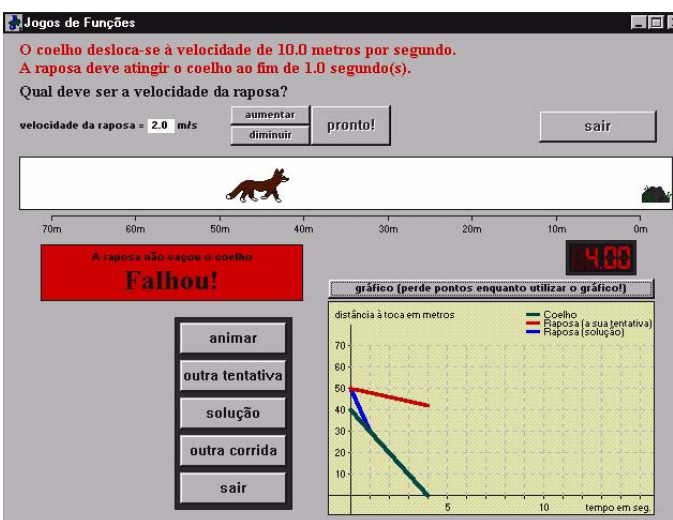 Jogos de Funções
O coelho desloca-se à velocidade de 10.0 metros por segundo.
A raposa deve atingir o coelho ao fim de 1.0 segundo(s).
Qual deve ser a velocidade da raposa?
velocidade da raposa = 2.0 m/s
aumentar
diminuir
pronto!
sair
70m 60m 50m 40m 30m 20m 10m 0m
A raposa não caçou o coelho
Falhou!
4.00
gráfico (perde pontos enquanto utilizar o gráfico!)
distância à toca em metros
Coelho
Raposa (a sua tentativa)
Raposa (solução)
70
60
50
40
30
20
10
5 10 tempo em seg.
animar
outra tentativa
solução
outra corrida
sair